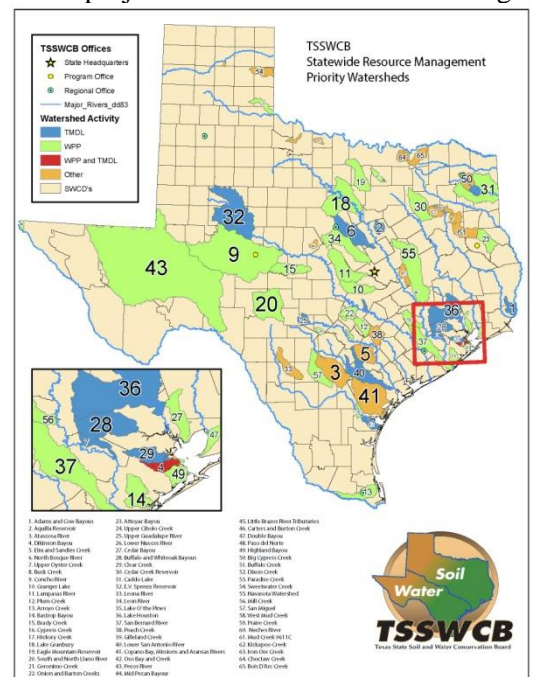 TSSWCB
Statewide Resource Management
Priority Watersheds
TSSWCB Offices
State Headquarters
Program Office
Regional Office
Major_Rivers_dd83
Watershed Activity
TMDL
WPP
WPP and TMDL
Other
SWCD's
54
64
65
50
31
19
18
30
32
6
2
61
23
34
9
43
55
11
15
10
20
36
1
22
12
28
38
37
5
33
57
3
40
41
13
36
28
56
27
7
47
29
4
37
49
14
1. Adams and Cow Bayous
2. Aquilla Reservoir
3. Atascosa River
4. Dickinson Bayou
5. Elm and Sandies Creek
6. North Bosque River
7. Upper Oyster Creek
8. Buck Creek
9. Concho River
10. Granger Lake
11. Lampasas River
12. Plum Creek
13. Arroyo Creek
14. Bastrop Bayou
15. Brady Creek
16. Cypress Creek
17. Hickory Creek
18. Lake Granbury
19. Eagle Mountain Reservoir
20. South and North Llano River
21. Geronimo Creek
22. Onion and Barton Creeks
23. Attoyac Bayou
24. Upper Cibolo Creek
25. Upper Guadalupe River
26. Lower Nueces River
27. Cedar Bayou
28. Buffalo and Whiteoak Bayous
29. Clear Creek
30. Cedar Creek Reservoir
31. Caddo Lake
32. E.V. Spence Reservoir
33. Leona River
34. Leon River
35. Lake O'the Pines
36. Lake Houston
37. San Bernard River
38. Peach Creek
39. Gilleland Creek
40. Lower San Antonio River
41. Copano Bay, Missions and Aransas Rivers
42. Oso Bay and Creek
43. Pecos River
44. Mill Pecan Bayou
45. Little Brazos River Tributaries
46. Carters and Burton Creek
47. Double Bayou
48. Paso del Norte
49. Highland Bayou
50. Big Cypress Creek
51. Buffalo Creek
52. Dixon Creek
53. Paradise Creek
54. Sweetwater Creek
55. Navasota Watershed
56. Mill Creek
57. San Miguel
58. West Mud Creek
59. Prairie Creek
60. Neches River
61. Mud Creek 0611C
62. Kickapoo Creek
63. Iron Ore Creek
64. Choctaw Creek
65. Bois D'Arc Creek
Soil
Water
TSSWCB
Texas State Soil and Water Conservation Board